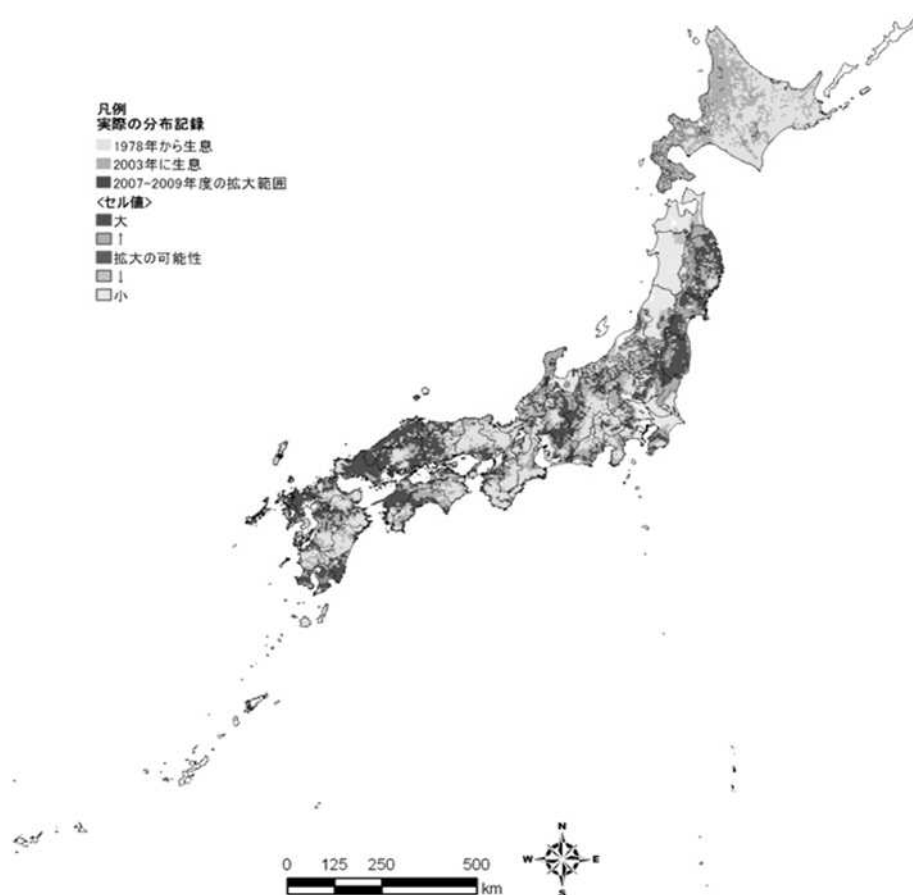 凡例
実際の分布記録
1978年から生息
2003年に生息
2007-2009年度の拡大範囲
<セル値>
大
↑
拡大の可能性
↓
小
N
W E
S
0 125 250 500
km